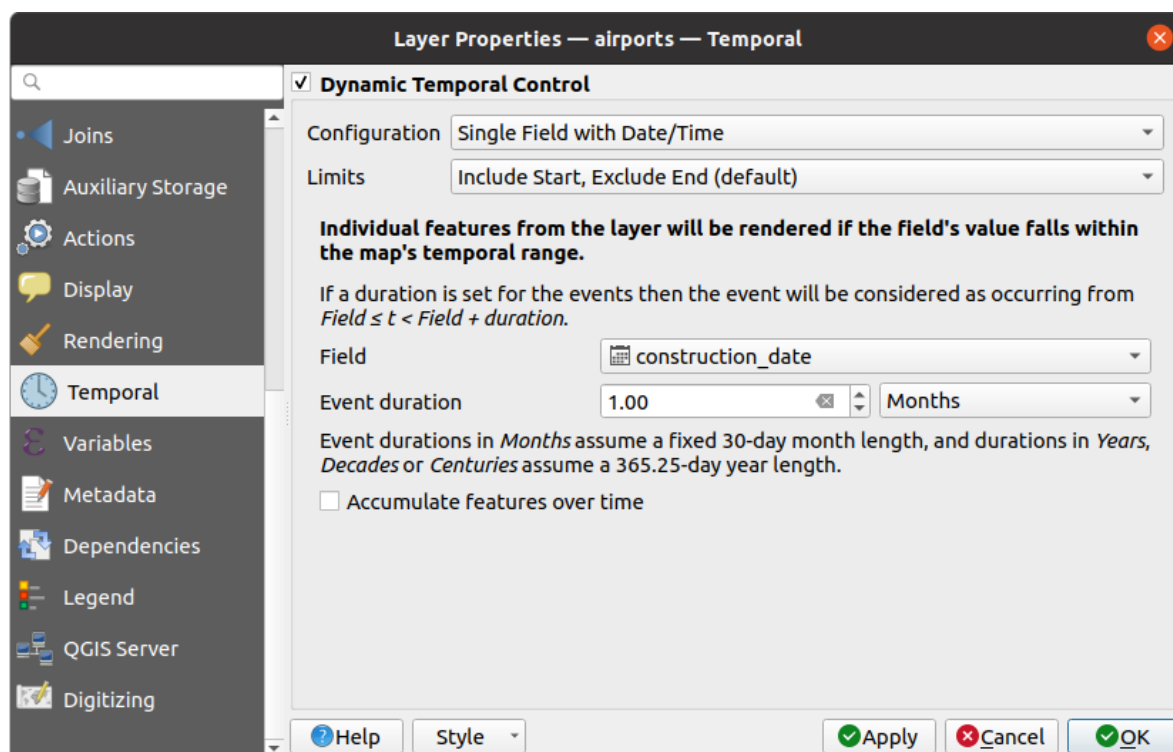 Layer Properties — airports — Temporal
Joins
Auxiliary Storage
Actions
Display
Rendering
Temporal
Variables
Metadata
Dependencies
Legend
QGIS Server
Digitizing
Dynamic Temporal Control
Configuration Single Field with Date/Time
Limits Include Start, Exclude End (default)
Individual features from the layer will be rendered if the field's value falls within
the map's temporal range.
If a duration is set for the events then the event will be considered as occurring from
Field ≤ t < Field + duration.
Field construction_date
Event duration 1.00 Months
Event durations in Months assume a fixed 30-day month length, and durations in Years,
Decades or Centuries assume a 365.25-day year length.
Accumulate features over time
Help Style Apply Cancel OK